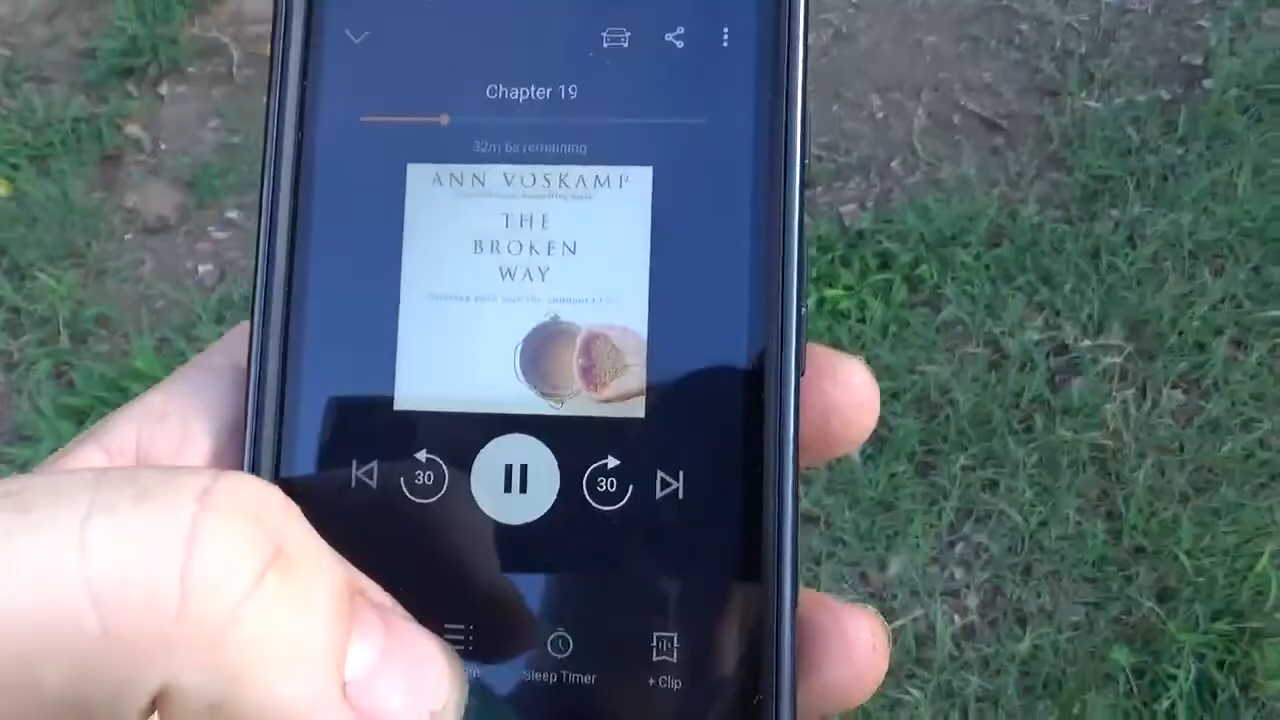 Chapter 19
32m 6s remaining
ANN VOSKAMP
THE
BROKEN
WAY
30
30
Sleep Timer
+ Clip